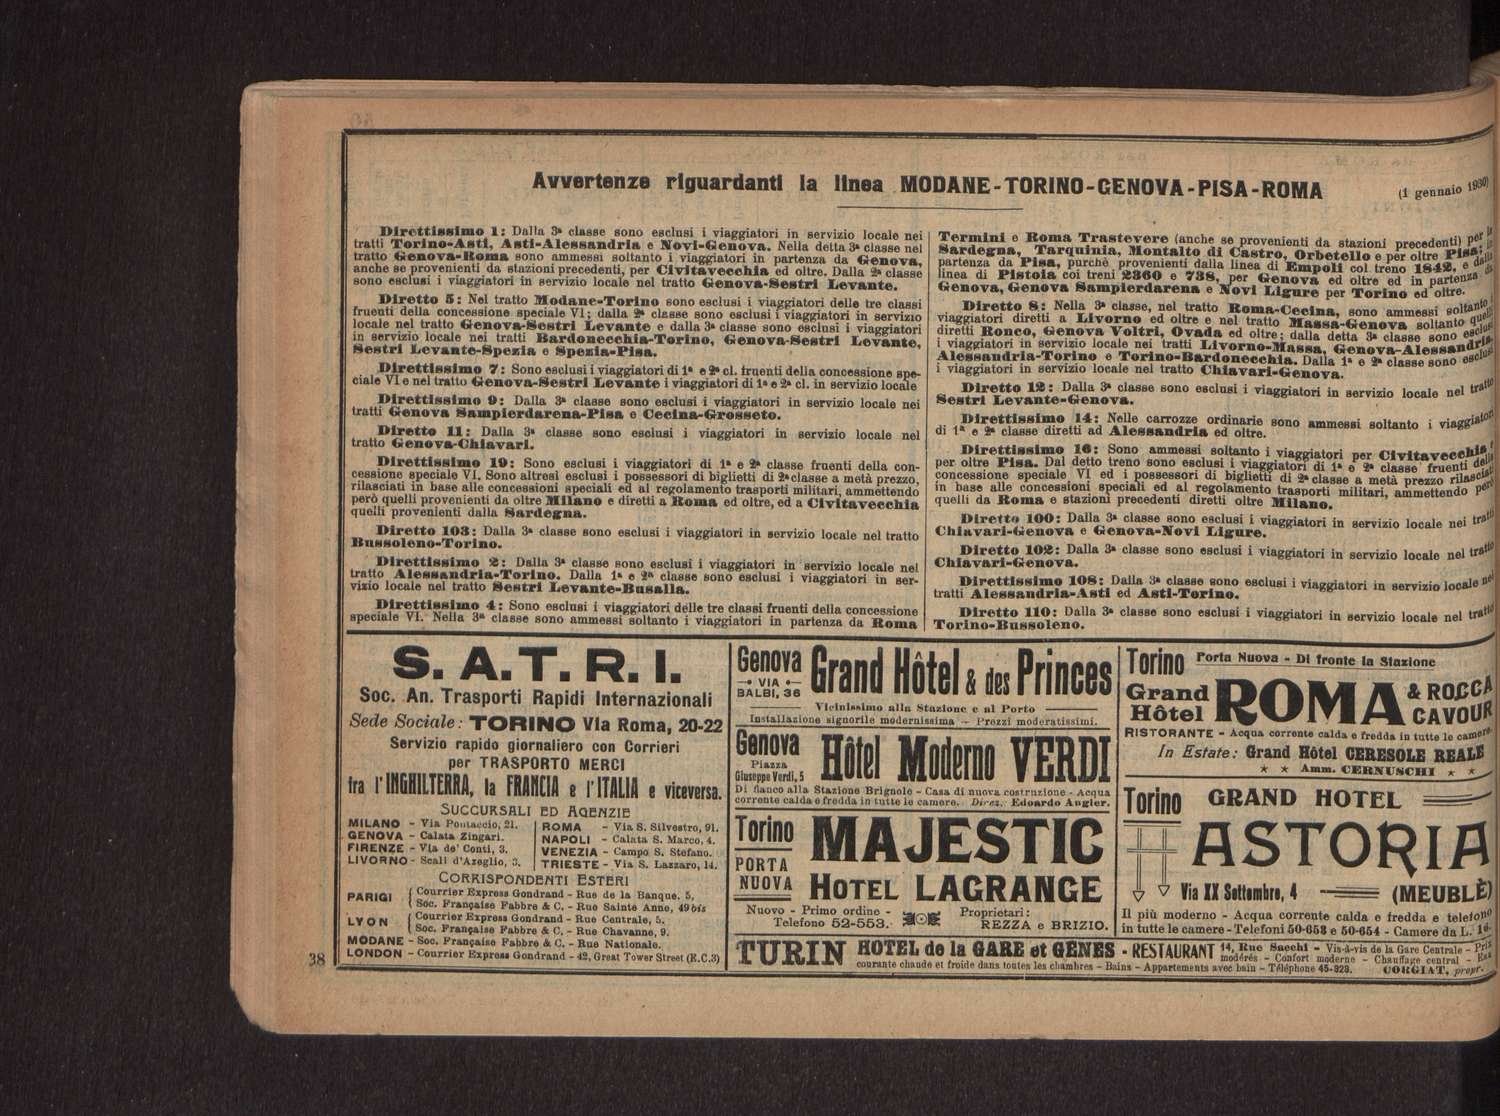 Avvertenze riguardanti la linea MODANE-TORINO-GENOVA-PISA-ROMA
(1 gennaio 1930)
Direttissimo 1: Dalla 3ª classe sono esclusi i viaggiatori in servizio locale nei
tratti Torino-Asti, Asti-Alessandria e Novi-Genova. Nella detta 3ª classe nel
tratto Genova-Roma sono ammessi soltanto i viaggiatori in partenza da Genova,
anche se provenienti da stazioni precedenti, per Civitavecchia ed oltre. Dalla 2ª classe
sono esclusi i viaggiatori in servizio locale nel tratto Genova-Sestri Levante.
Diretto 5: Nel tratto Modane-Torino sono esclusi i viaggiatori delle tre classi
fruenti della concessione speciale VI; dalla 2ª classe sono esclusi i viaggiatori in servizio
locale nel tratto Genova-Sestri Levante e dalla 3ª classe sono esclusi i viaggiatori
in servizio locale nei tratti Bardonecchia-Torino, Genova-Sestri Levante,
Sestri Levante-Spezia e Spezia-Pisa.
Direttissimo 7: Sono esclusi i viaggiatori di 1ª e 2ª cl. fruenti della concessione spe-
ciale VI e nel tratto Genova-Sestri Levante i viaggiatori di 1ª e 2ª cl. in servizio locale
Direttissimo 9: Dalla 3ª classe sono esclusi i viaggiatori in servizio locale nei
tratti Genova Sampierdarena-Pisa e Cecina-Grosseto.
Diretto 11: Dalla 3ª classe sono esclusi i viaggiatori in servizio locale nel
tratto Genova-Chiavari.
Direttissimo 19: Sono esclusi i viaggiatori di 1ª e 2ª classe fruenti della con-
cessione speciale VI. Sono altresì esclusi i possessori di biglietti di 2ª classe a metà prezzo,
rilasciati in base alle concessioni speciali ed al regolamento trasporti militari, ammettendo
però quelli provenienti da oltre Milano e diretti a Roma ed oltre, ed a Civitavecchia
quelli provenienti dalla Sardegna.
Diretto 103: Dalla 3ª classe sono esclusi i viaggiatori in servizio locale nel tratto
Bussoleno-Torino.
Direttissimo 2: Dalla 3ª classe sono esclusi i viaggiatori in servizio locale nel
tratto Alessandria-Torino. Dalla 1ª e 2ª classe sono esclusi i viaggiatori in ser-
vizio locale nel tratto Sestri Levante-Busalla.
Direttissimo 4: Sono esclusi i viaggiatori delle tre classi fruenti della concessione
speciale VI. Nella 3ª classe sono ammessi soltanto i viaggiatori in partenza da Roma
Termini e Roma Trastevere (anche se provenienti da stazioni precedenti) per la
Sardegna, Tarquinia, Montalto di Castro, Orbetello e per oltre Pisa; in
partenza da Pisa, purchè provenienti dalla linea di Empoli col treno 1842, e dalla
linea di Pistoia coi treni 2360 e 738, per Genova ed oltre ed in partenza da
Genova, Genova Sampierdarena e Novi Ligure per Torino ed oltre.
Diretto 8: Nella 3ª classe, nel tratto Roma-Cecina, sono ammessi soltanto i
viaggiatori diretti a Livorno ed oltre e nel tratto Massa-Genova soltanto quelli
diretti Ronco, Genova Voltri, Ovada ed oltre; dalla detta 3ª classe sono esclusi
i viaggiatori in servizio locale nei tratti Livorno-Massa, Genova-Alessandria,
Alessandria-Torino e Torino-Bardonecchia. Dalla 1ª e 2ª classe sono esclusi
i viaggiatori in servizio locale nel tratto Chiavari-Genova.
Diretto 12: Dalla 3ª classe sono esclusi i viaggiatori in servizio locale nel tratto
Sestri Levante-Genova.
Direttissimo 14: Nelle carrozze ordinarie sono ammessi soltanto i viaggiatori
di 1ª e 2ª classe diretti ad Alessandria ed oltre.
Direttissimo 16: Sono ammessi soltanto i viaggiatori per Civitavecchia e
per oltre Pisa. Dal detto treno sono esclusi i viaggiatori di 1ª e 2ª classe fruenti della
concessione speciale VI ed i possessori di biglietti di 2ª classe a metà prezzo rilasciati
in base alle concessioni speciali ed al regolamento trasporti militari, ammettendo però
quelli da Roma e stazioni precedenti diretti oltre Milano.
Diretto 100: Dalla 3ª classe sono esclusi i viaggiatori in servizio locale nei tratti
Chiavari-Genova e Genova-Novi Ligure.
Diretto 102: Dalla 3ª classe sono esclusi i viaggiatori in servizio locale nel tratto
Chiavari-Genova.
Direttissimo 108: Dalla 3ª classe sono esclusi i viaggiatori in servizio locale nei
tratti Alessandria-Asti ed Asti-Torino.
Diretto 110: Dalla 3ª classe sono esclusi i viaggiatori in servizio locale nel tratto
Torino-Bussoleno.
S. A. T. R. I.
Soc. An. Trasporti Rapidi Internazionali
Sede Sociale: TORINO Via Roma, 20-22
Servizio rapido giornaliero con Corrieri
per TRASPORTO MERCI
fra l'INGHILTERRA, la FRANCIA e l'ITALIA e viceversa.
SUCCURSALI ED AGENZIE
MILANO - Via Pontaccio, 21.
GENOVA - Calata Zingari.
FIRENZE - Via de' Conti, 3.
LIVORNO - Scali d'Azeglio, 3.
ROMA - Via S. Silvestro, 91.
NAPOLI - Calata S. Marco, 4.
VENEZIA - Campo S. Stefano.
TRIESTE - Via S. Lazzaro, 14.
CORRISPONDENTI ESTERI
PARIGI { Courrier Express Gondrand - Rue de la Banque. 5,
Soc. Française Fabbre & C. - Rue Sainte Anne, 49 bis
LYON { Courrier Express Gondrand - Rue Centrale, 5.
Soc. Française Fabbre & C. - Rue Chavanne, 9.
MODANE - Soc. Française Fabbre & C. - Rue Nationale.
LONDON - Courrier Express Gondrand - 42, Great Tower Street (E.C.3)
38
Genova
VIA
BALBI, 36
Grand Hôtel & des Princes
Vicinissimo alla Stazione e al Porto
Installazione signorile modernissima - Prezzi moderatissimi.
Genova
Piazza
Giuseppe Verdi, 5
Hôtel Moderno VERDI
Di fianco alla Stazione Brignole - Casa di nuova costruzione - Acqua
corrente calda e fredda in tutte le camere. Direz. Edoardo Angler.
Torino
PORTA
NUOVA
MAJESTIC
HOTEL LAGRANGE
Nuovo - Primo ordine -
Telefono 52-553.
Proprietari:
REZZA e BRIZIO.
Torino Porta Nuova - Di fronte la Stazione
Grand
Hôtel
ROMA
& ROCCA
CAVOUR
RISTORANTE - Acqua corrente calda e fredda in tutte le camere.
In Estate: Grand Hôtel CERESOLE REALE
★ ★ Amm. CERNUSCHI ★ ★
Torino GRAND HOTEL
ASTORIA
Via XX Settembre, 4
(MEUBLÈ)
Il più moderno - Acqua corrente calda e fredda e telefono
in tutte le camere - Telefoni 50-653 e 50-654 - Camere da L. 16-
TURIN HOTEL de la GARE et GÊNES - RESTAURANT 14, Rue Sacchi - Vis-à-vis de la Gare Centrale - Prix
modérés - Confort moderne - Chauffage central - Eau
courante chaude et froide dans toutes les chambres - Bains - Appartements avec bain - Téléphone 45-923. CORGIAT, propr.